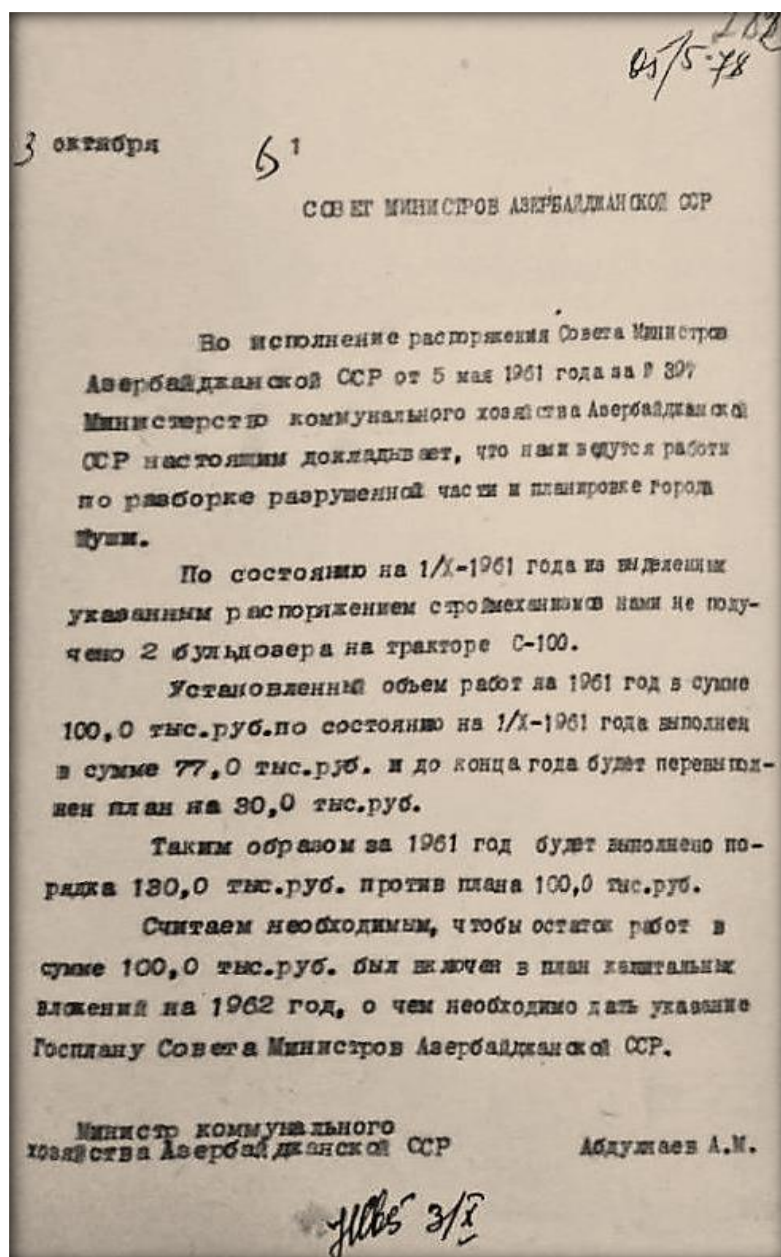 182
05/5-78
3 октября 6 1
СОВЕТ МИНИСТРОВ АЗЕРБАЙДЖАНСКОЙ ССР
Во исполнение распоряжения Совета Министров
Азербайджанской ССР от 5 мая 1961 года за № 397
Министерство коммунального хозяйства Азербайджанской
ССР настоящим докладывает, что нами ведутся работы
по разборке разрушенной части и планировке города
Шуши.
По состоянию на 1/X-1961 года из выделенных
указанным распоряжением строймеханизмов нами не полу-
чено 2 бульдозера на тракторе С-100.
Установленный объем работ на 1961 год в сумме
100,0 тыс.руб.по состоянию на 1/X-1961 года выполнен
в сумме 77,0 тыс.руб. и до конца года будет перевыпол-
нен план на 30,0 тыс.руб.
Таким образом за 1961 год будет выполнено по-
рядка 130,0 тыс.руб. против плана 100,0 тыс.руб.
Считаем необходимым, чтобы остаток работ в
сумме 100,0 тыс.руб. был включен в план капитальных
вложений на 1962 год, о чем необходимо дать указание
Госплану Совета Министров Азербайджанской ССР.
Министр коммунального
хозяйства Азербайджанской ССР Абдуллаев А.М.
3/X